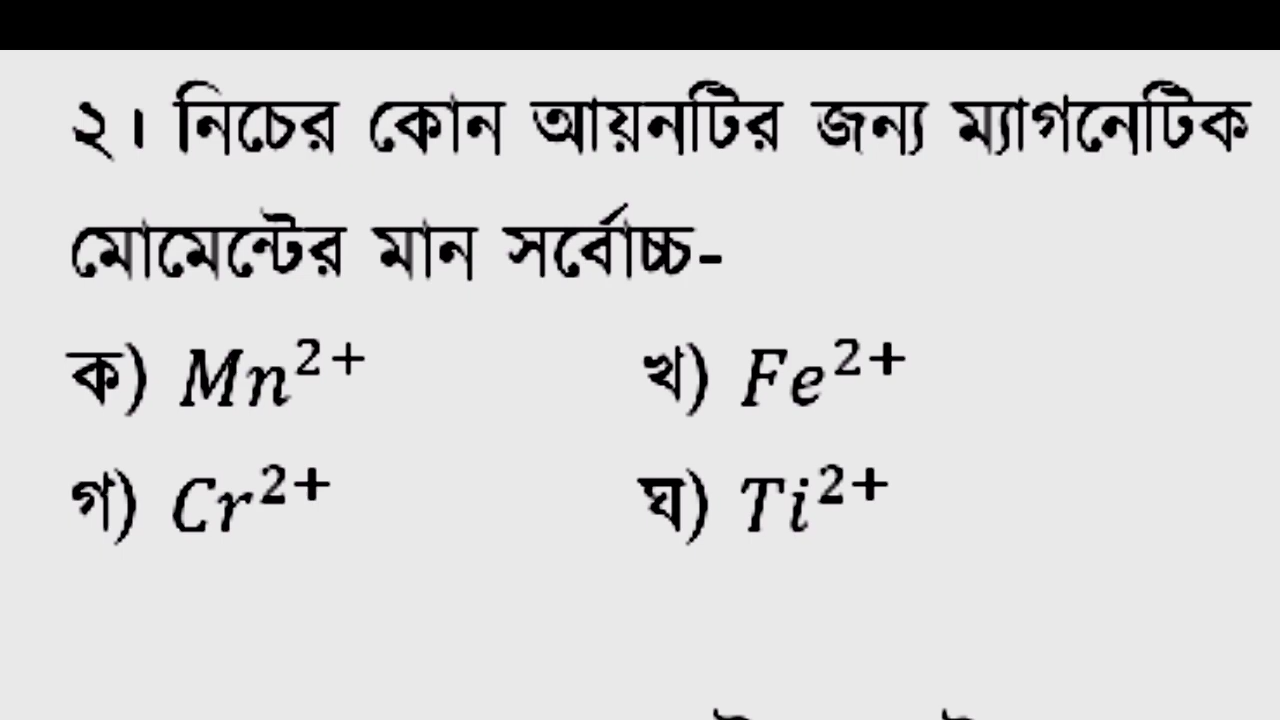 ২। নিচের কোন আয়নটির জন্য ম্যাগনেটিক
মোমেন্টের মান সর্বোচ্চ-
ক) Mn²⁺ খ) Fe²⁺
গ) Cr²⁺ ঘ) Ti²⁺